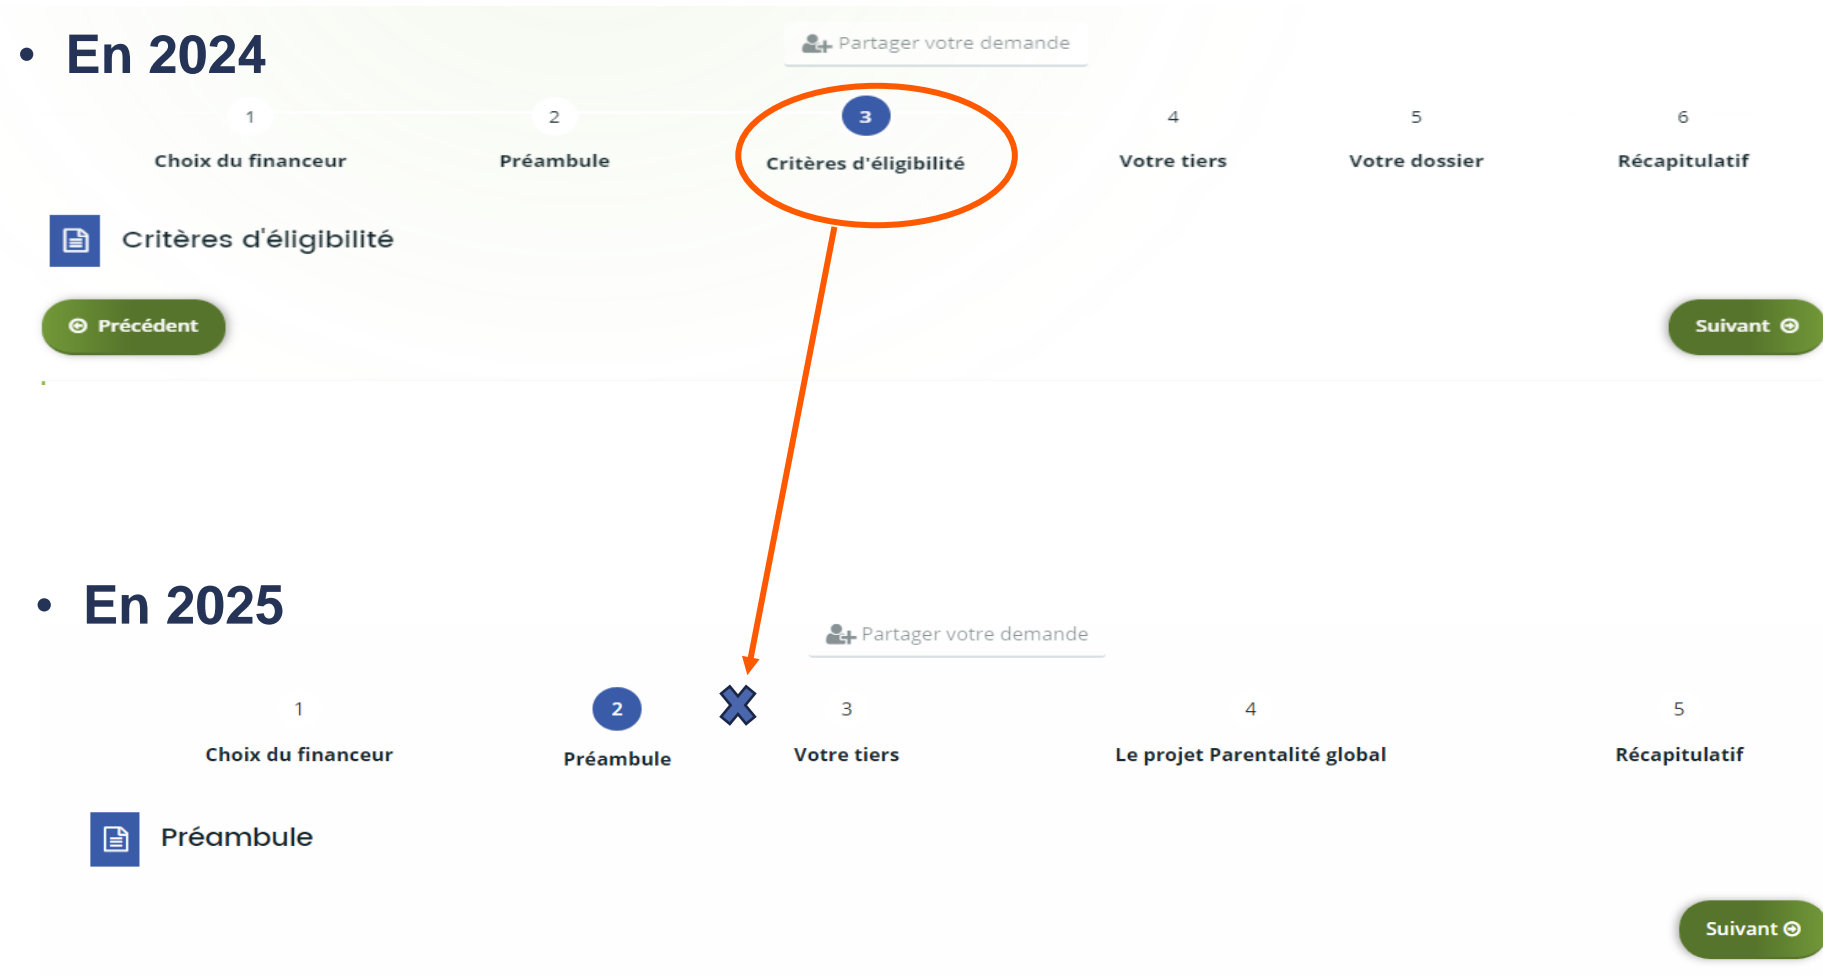 • En 2024
Partager votre demande
1 2 3 4 5 6
Choix du financeur Préambule Critères d'éligibilité Votre tiers Votre dossier Récapitulatif
Critères d'éligibilité
Précédent Suivant
• En 2025
Partager votre demande
1 2 3 4 5
Choix du financeur Préambule Votre tiers Le projet Parentalité global Récapitulatif
Préambule
Suivant